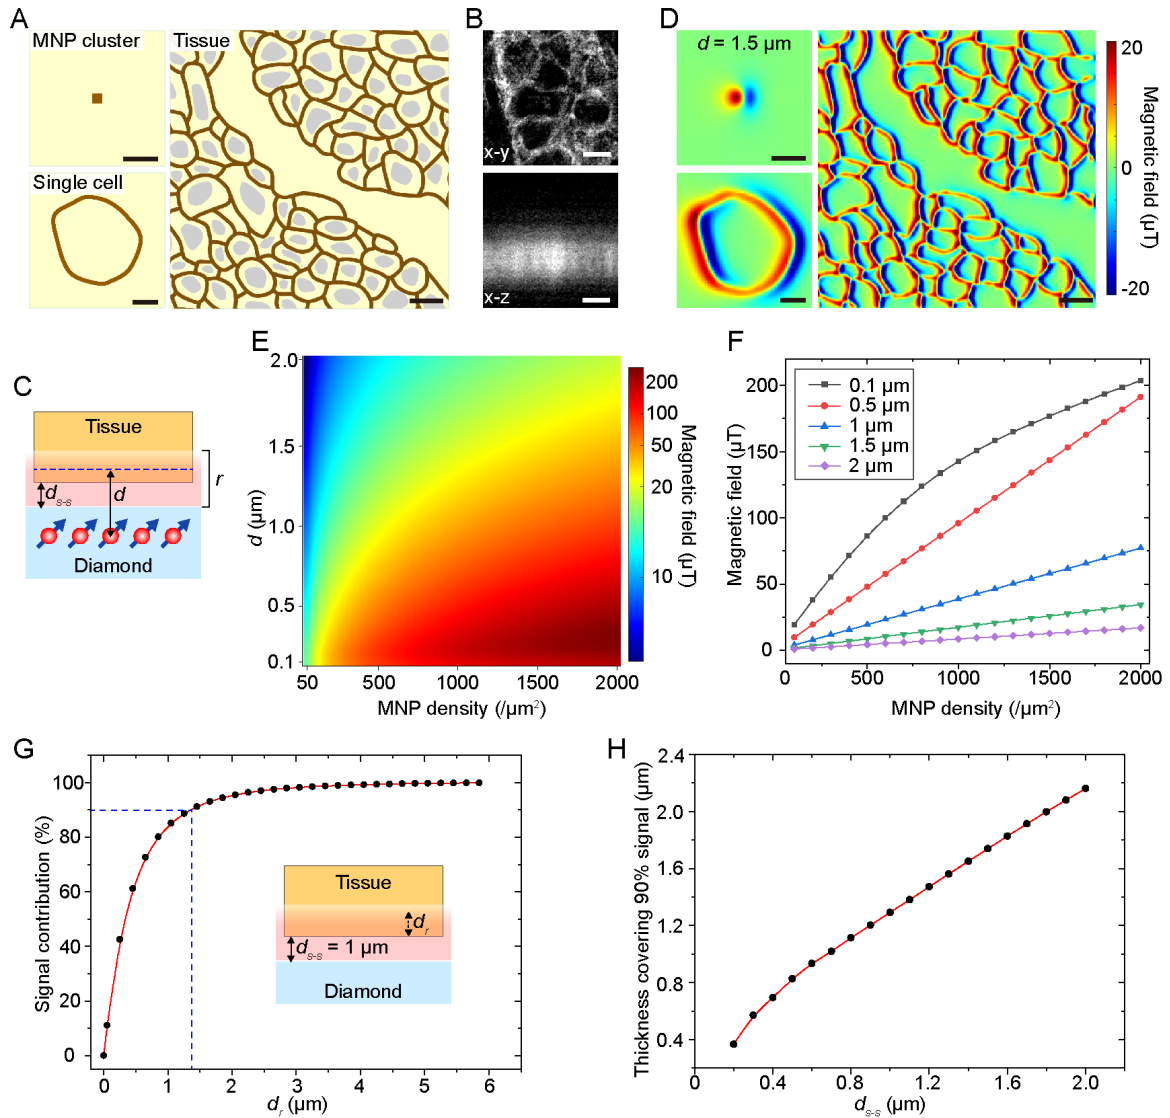 A
MNP cluster
Tissue
Single cell
B
x-y
x-z
D
d = 1.5 µm
20
0
-20
Magnetic field (µT)
C
Tissue
r
d
ds-s
Diamond
E
2.0
1.5
1.0
0.5
0.1
d (µm)
50
500
1000
1500
2000
MNP density (/µm²)
200
100
50
20
10
Magnetic field (µT)
F
0.1 µm
0.5 µm
1 µm
1.5 µm
2 µm
200
150
100
50
0
Magnetic field (µT)
0
500
1000
1500
2000
MNP density (/µm²)
G
100
80
60
40
20
0
Signal contribution (%)
Tissue
dr
ds-s = 1 µm
Diamond
0
1
2
3
4
5
6
dr (µm)
H
2.4
2.0
1.6
1.2
0.8
0.4
Thickness covering 90% signal (µm)
0
0.4
0.8
1.2
1.6
2.0
ds-s (µm)